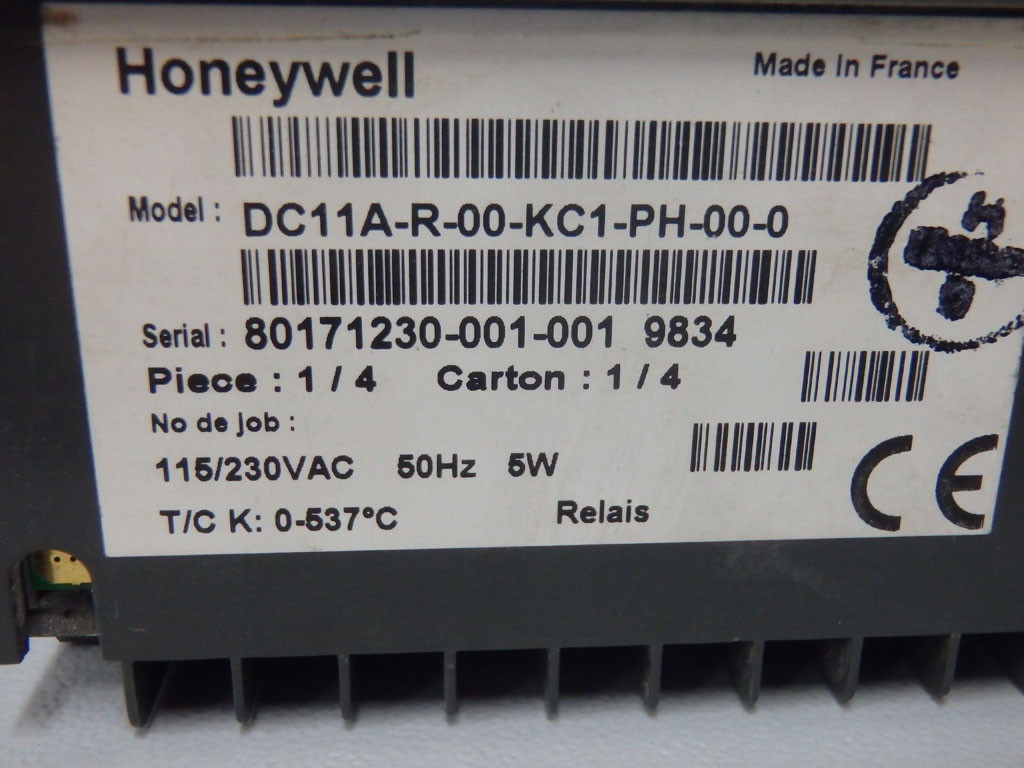 Honeywell
Made in France
Model : DC11A-R-00-KC1-PH-00-0
Serial : 80171230-001-001 9834
Piece : 1 / 4 Carton : 1 / 4
No de job :
115/230VAC 50Hz 5W
T/C K: 0-537°C Relais
CE